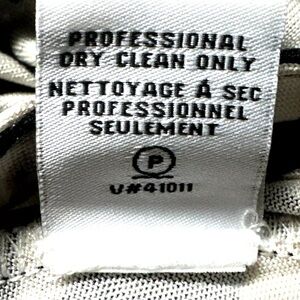 PROFESSIONAL
DRY CLEAN ONLY
NETTOYAGE À SEC
PROFESSIONNEL
SEULEMENT
P
V#41011